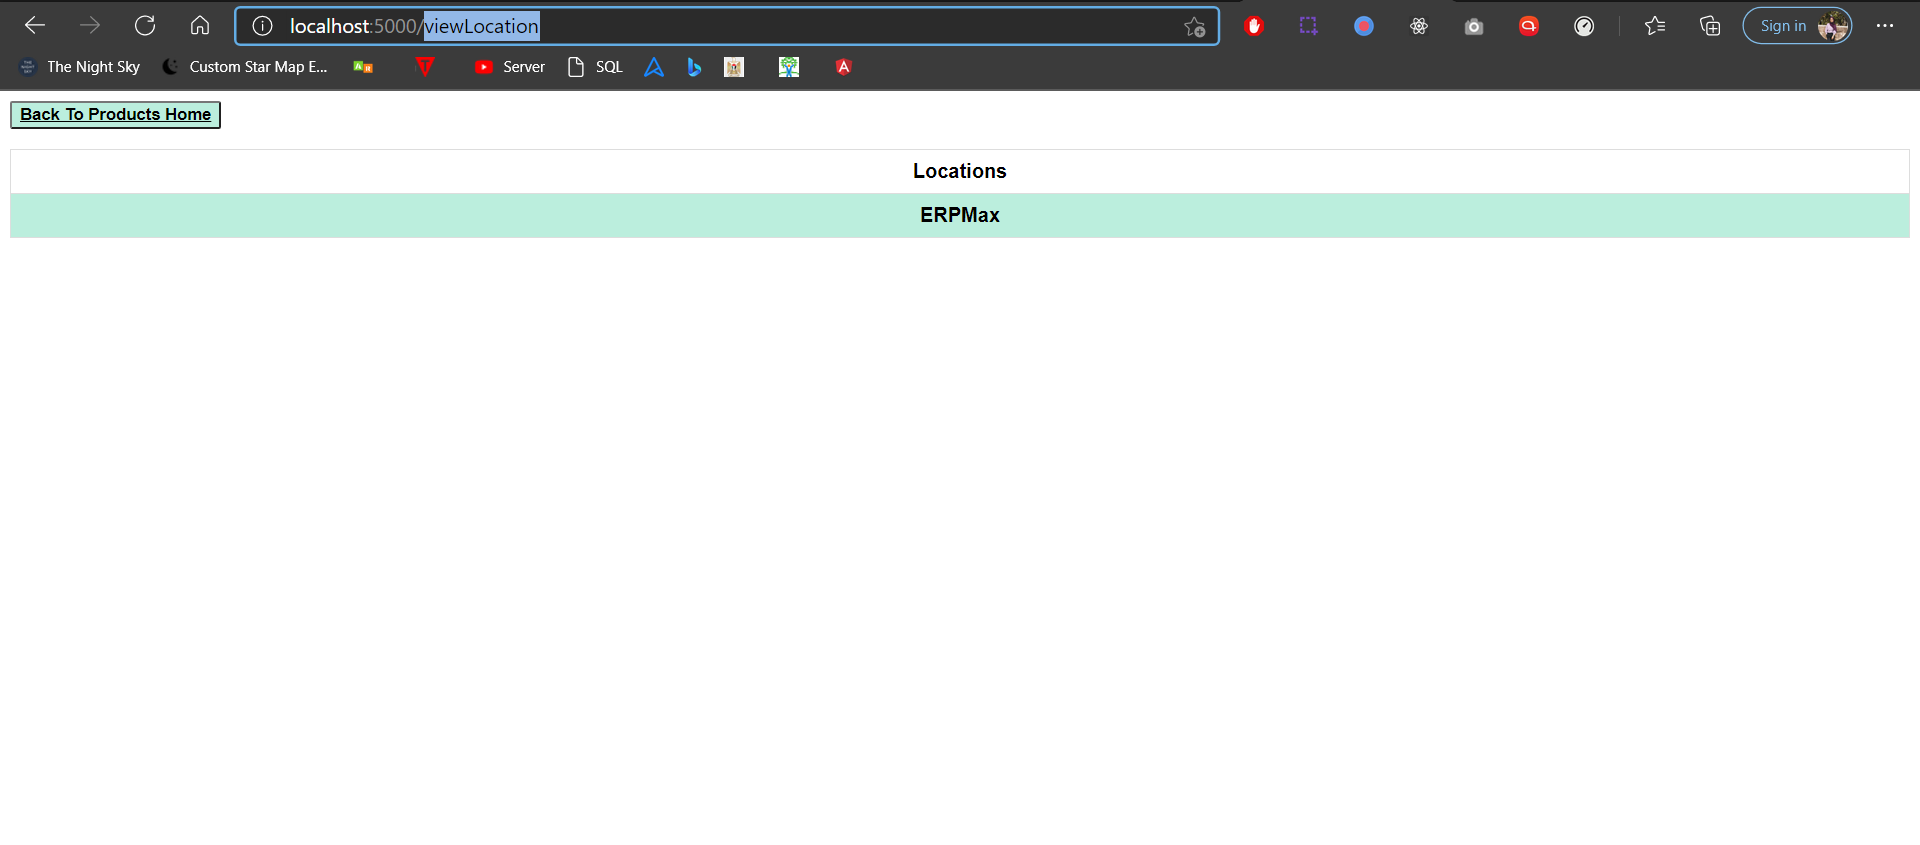 localhost:5000/viewLocation
Sign in
The Night Sky
Custom Star Map E...
Server
SQL
Back To Products Home
Locations
ERPMax